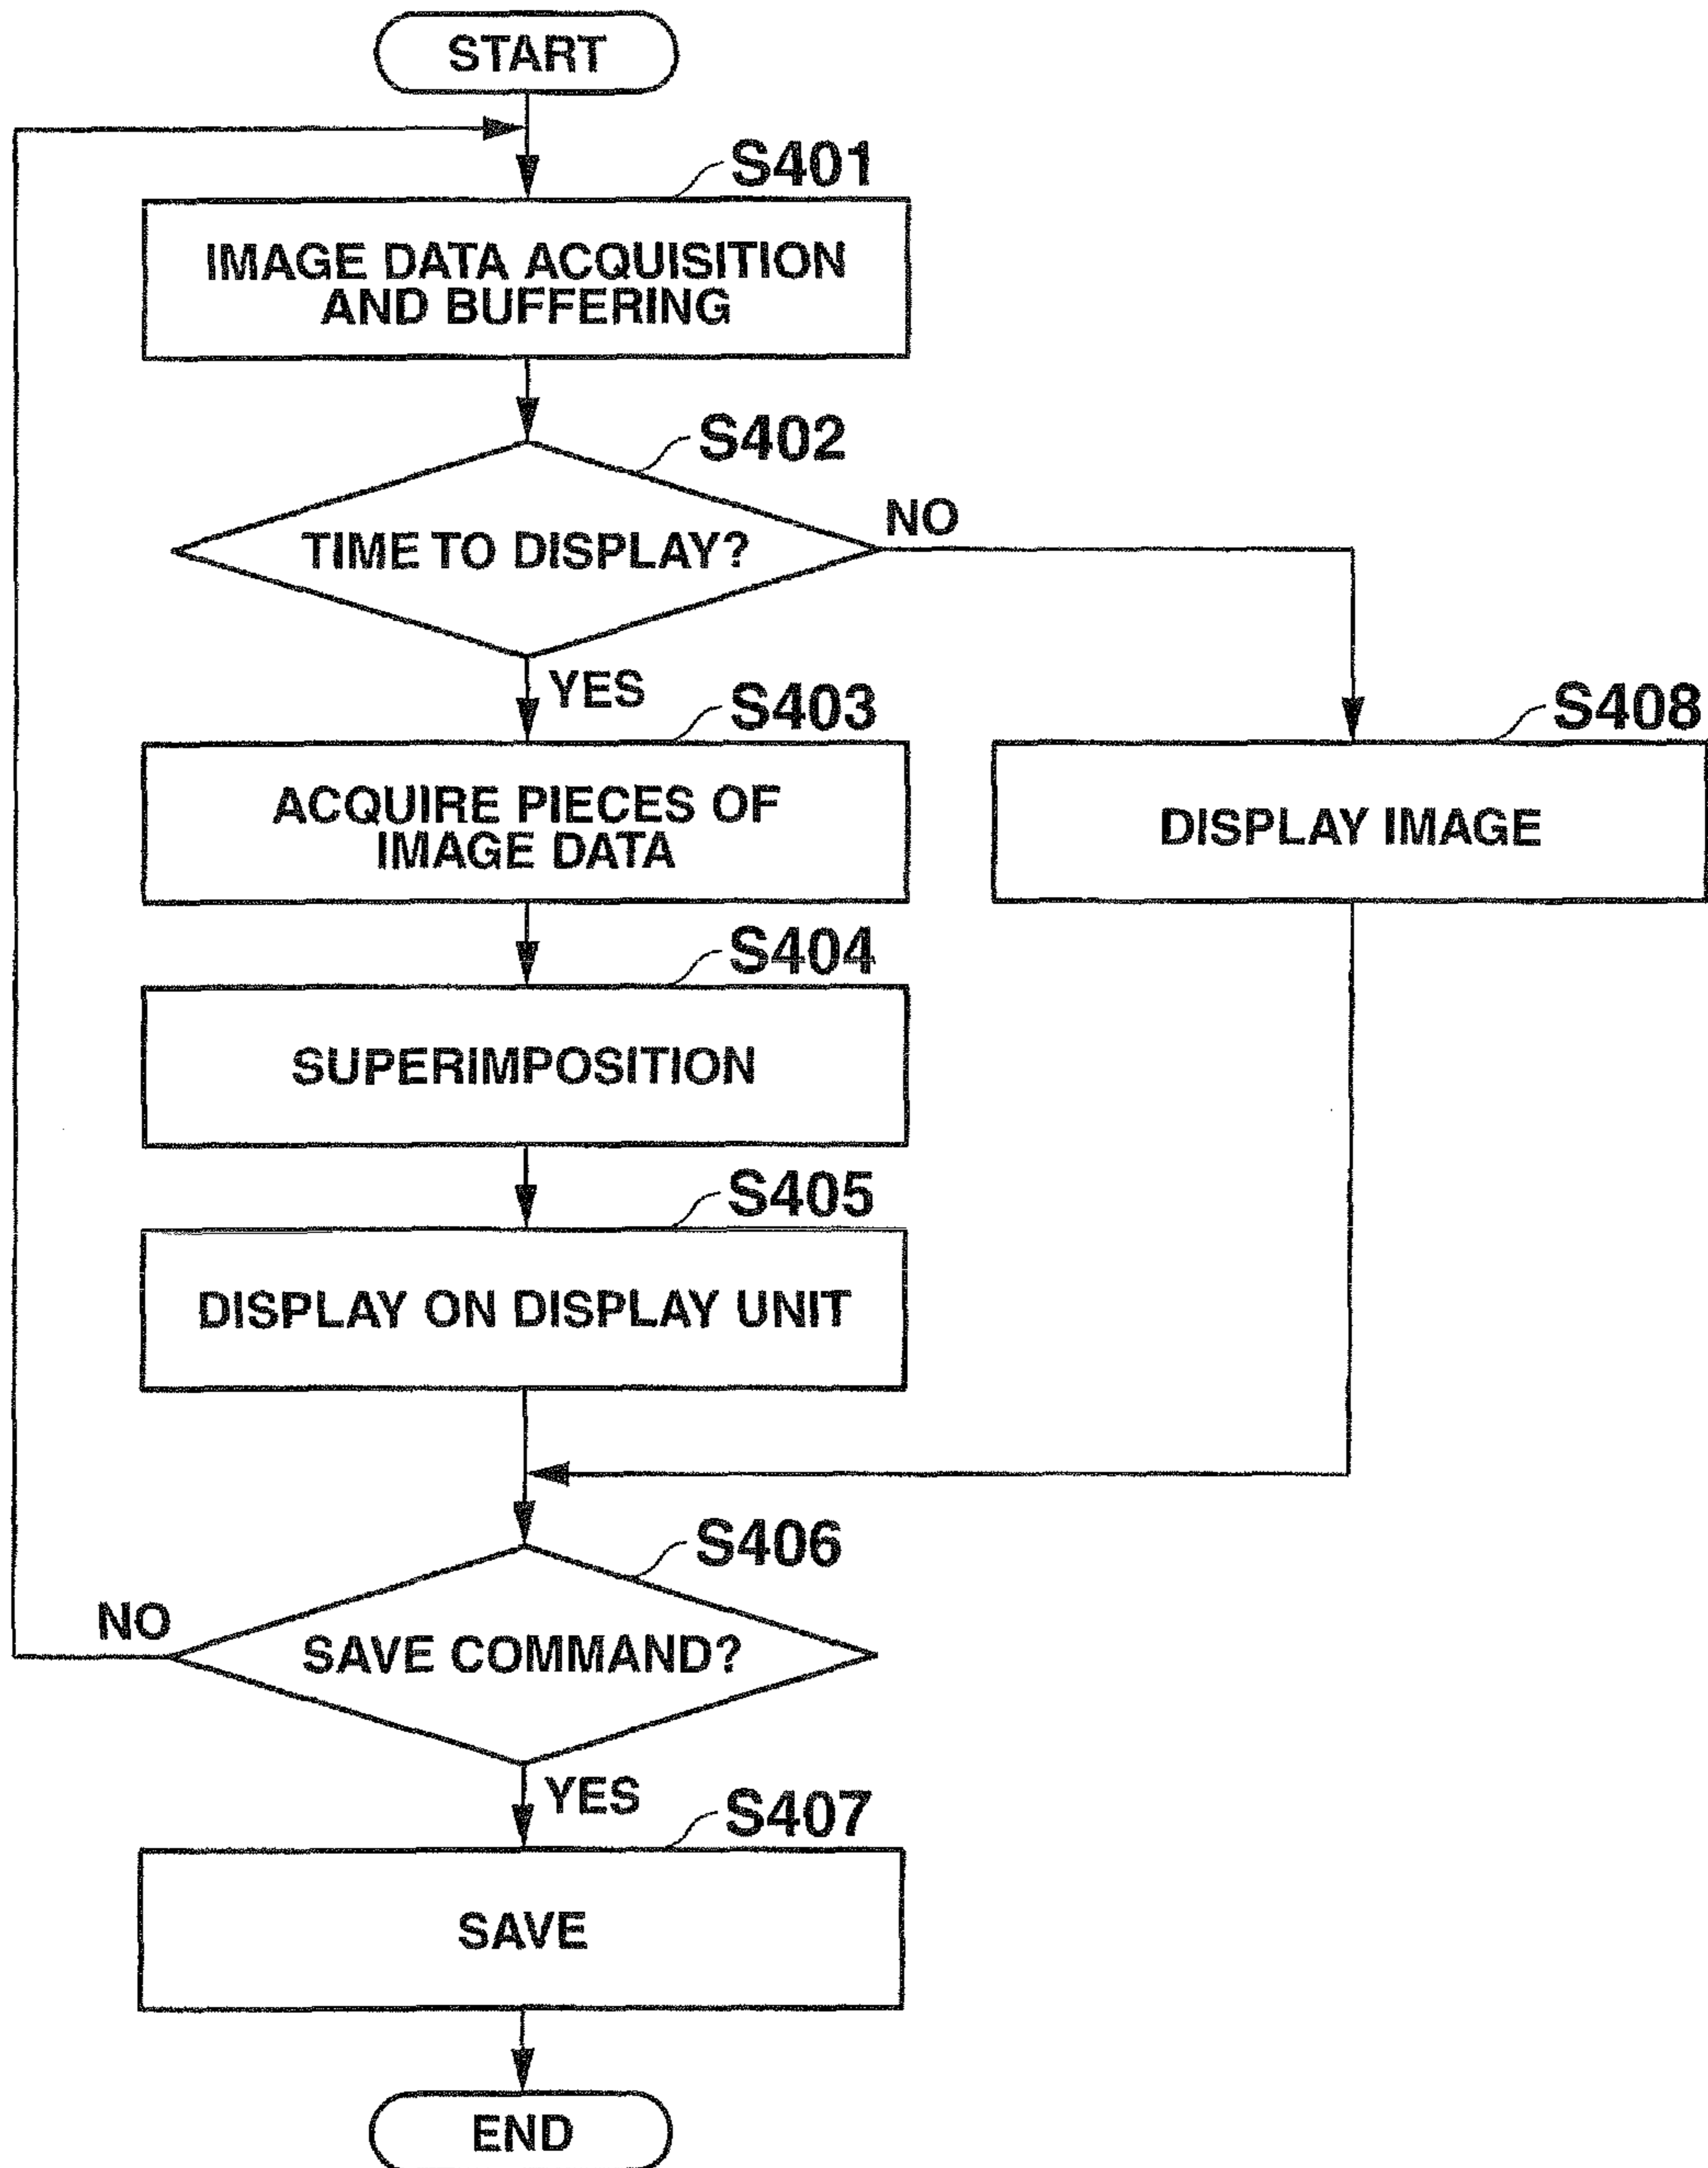 START
S401
IMAGE DATA ACQUISITION
AND BUFFERING
S402
TIME TO DISPLAY?
NO
YES
S403
ACQUIRE PIECES OF
IMAGE DATA
S408
DISPLAY IMAGE
S404
SUPERIMPOSITION
S405
DISPLAY ON DISPLAY UNIT
S406
NO
SAVE COMMAND?
YES
S407
SAVE
END